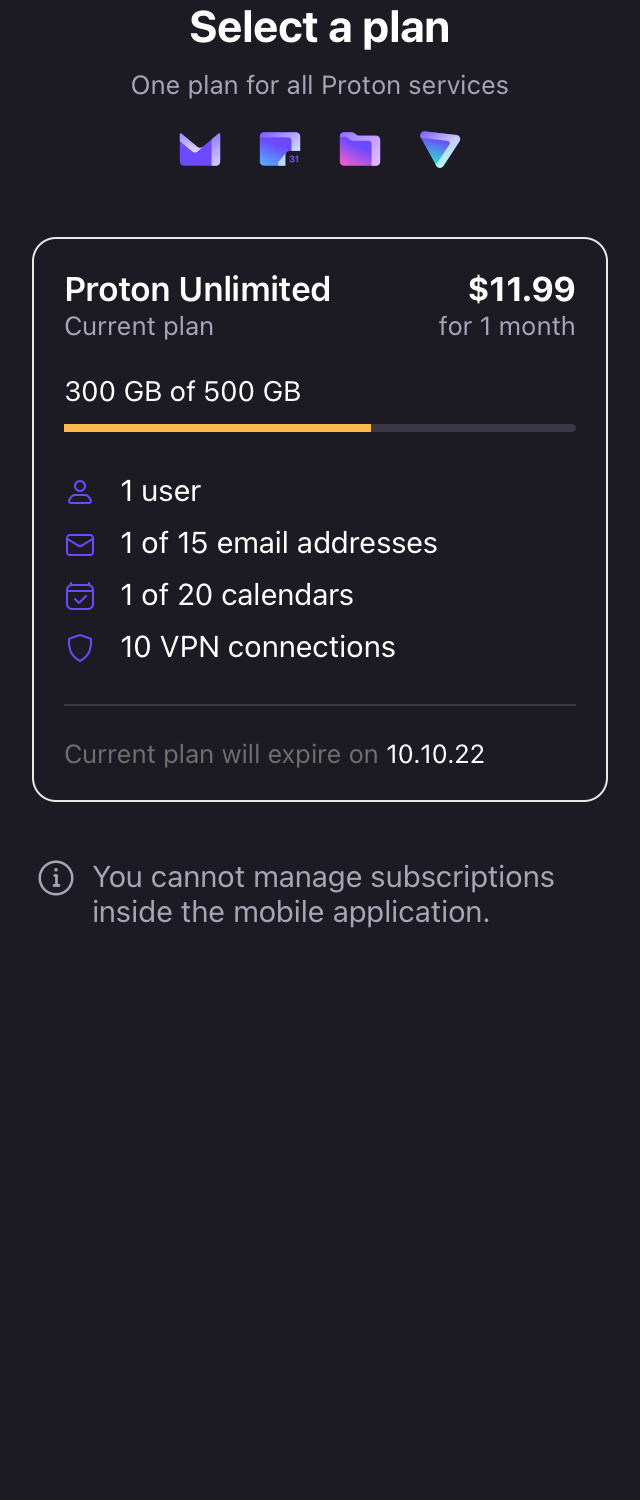 Select a plan
One plan for all Proton services
31
Proton Unlimited
$11.99
Current plan
for 1 month
300 GB of 500 GB
1 user
1 of 15 email addresses
1 of 20 calendars
10 VPN connections
Current plan will expire on 10.10.22
You cannot manage subscriptions
inside the mobile application.